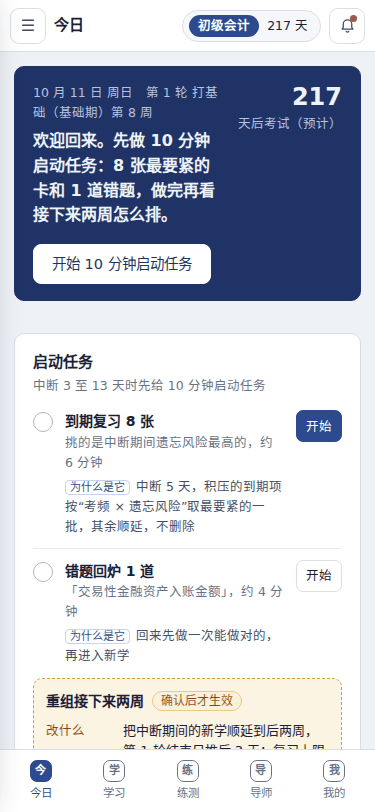 今日
初级会计 217 天
10 月 11 日 周日 第 1 轮 打基
础（基础期）第 8 周
217
天后考试（预计）
欢迎回来。先做 10 分钟
启动任务：8 张最要紧的
卡和 1 道错题，做完再看
接下来两周怎么排。
开始 10 分钟启动任务
启动任务
中断 3 至 13 天时先给 10 分钟启动任务
到期复习 8 张
开始
挑的是中断期间遗忘风险最高的，约
6 分钟
为什么是它 中断 5 天，积压的到期项
按“考频 × 遗忘风险”取最要紧的一
批，其余顺延，不删除
错题回炉 1 道
开始
「交易性金融资产入账金额」，约 4 分
钟
为什么是它 回来先做一次能做对的，
再进入新学
重组接下来两周 确认后才生效
改什么 把中断期间的新学顺延到后两周，
今 学 练 导 我
今日 学习 练测 导师 我的